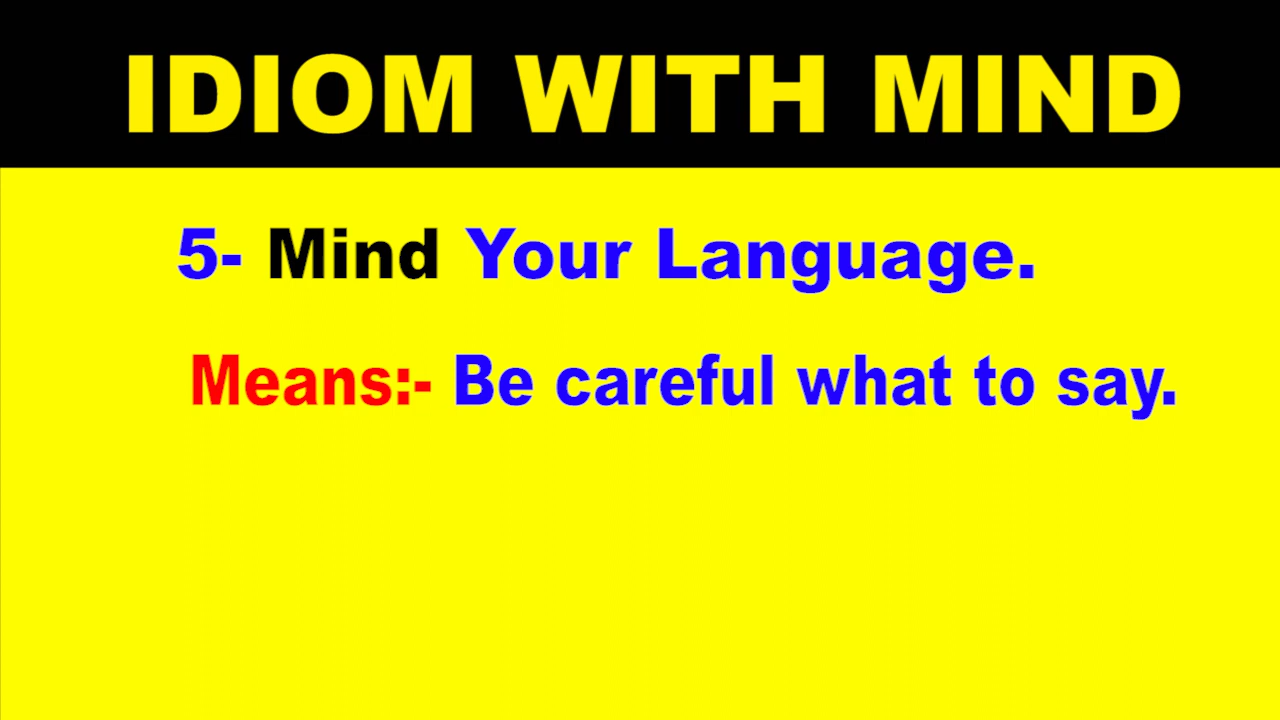 IDIOM WITH MIND
5- Mind Your Language.
Means:- Be careful what to say.